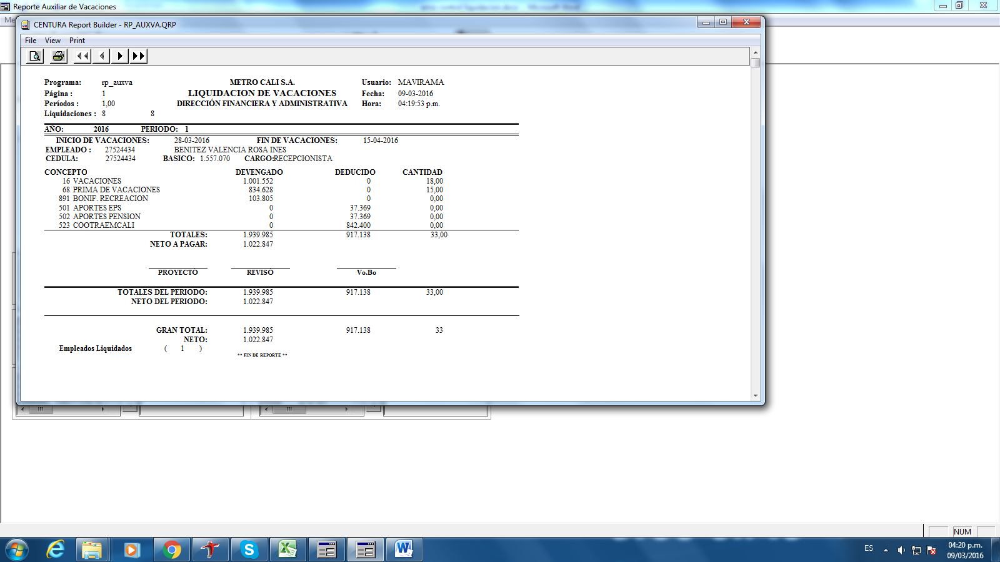 Reporte Auxiliar de Vacaciones
CENTURA Report Builder - RP_AUXVA.QRP
File View Print
Programa: rp_auxva METRO CALI S.A. Usuario: MAVIRAMA
Página : 1 LIQUIDACION DE VACACIONES Fecha: 09-03-2016
Períodos : 1,00 DIRECCIÓN FINANCIERA Y ADMINISTRATIVA Hora: 04:19:53 p.m.
Liquidaciones : 8 8
AÑO: 2016 PERIODO: 1
INICIO DE VACACIONES: 28-03-2016 FIN DE VACACIONES: 15-04-2016
EMPLEADO : 27524434 BENITEZ VALENCIA ROSA INES
CEDULA: 27524434 BASICO: 1.557.070 CARGO:RECEPCIONISTA
CONCEPTO DEVENGADO DEDUCIDO CANTIDAD
16 VACACIONES 1.001.552 0 18,00
68 PRIMA DE VACACIONES 834.628 0 15,00
891 BONIF. RECREACION 103.805 0 0,00
501 APORTES EPS 0 37.369 0,00
502 APORTES PENSION 0 37.369 0,00
523 COOTRAEMCALI 0 842.400 0,00
TOTALES: 1.939.985 917.138 33,00
NETO A PAGAR: 1.022.847
PROYECTÓ REVISÓ Vo.Bo
TOTALES DEL PERIODO: 1.939.985 917.138 33,00
NETO DEL PERIODO: 1.022.847
GRAN TOTAL: 1.939.985 917.138 33
NETO: 1.022.847
Empleados Liquidados ( 1 )
** FIN DE REPORTE **
NUM
ES 04:20 p.m.
09/03/2016